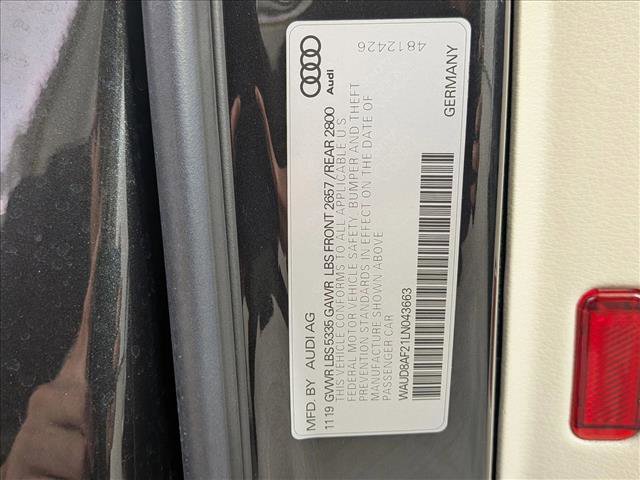 MFD. BY AUDI AG
Audi
4812426
11 19 GVWR LBS 5335 GAWR LBS FRONT 2657/REAR 2800
THIS VEHICLE CONFORMS TO ALL APPLICABLE U S
FEDERAL MOTOR VEHICLE SAFETY, BUMPER AND THEFT
PREVENTION STANDARDS IN EFFECT ON THE DATE OF
MANUFACTURE SHOWN ABOVE
PASSENGER CAR
WAUD8AF21LN043663
GERMANY